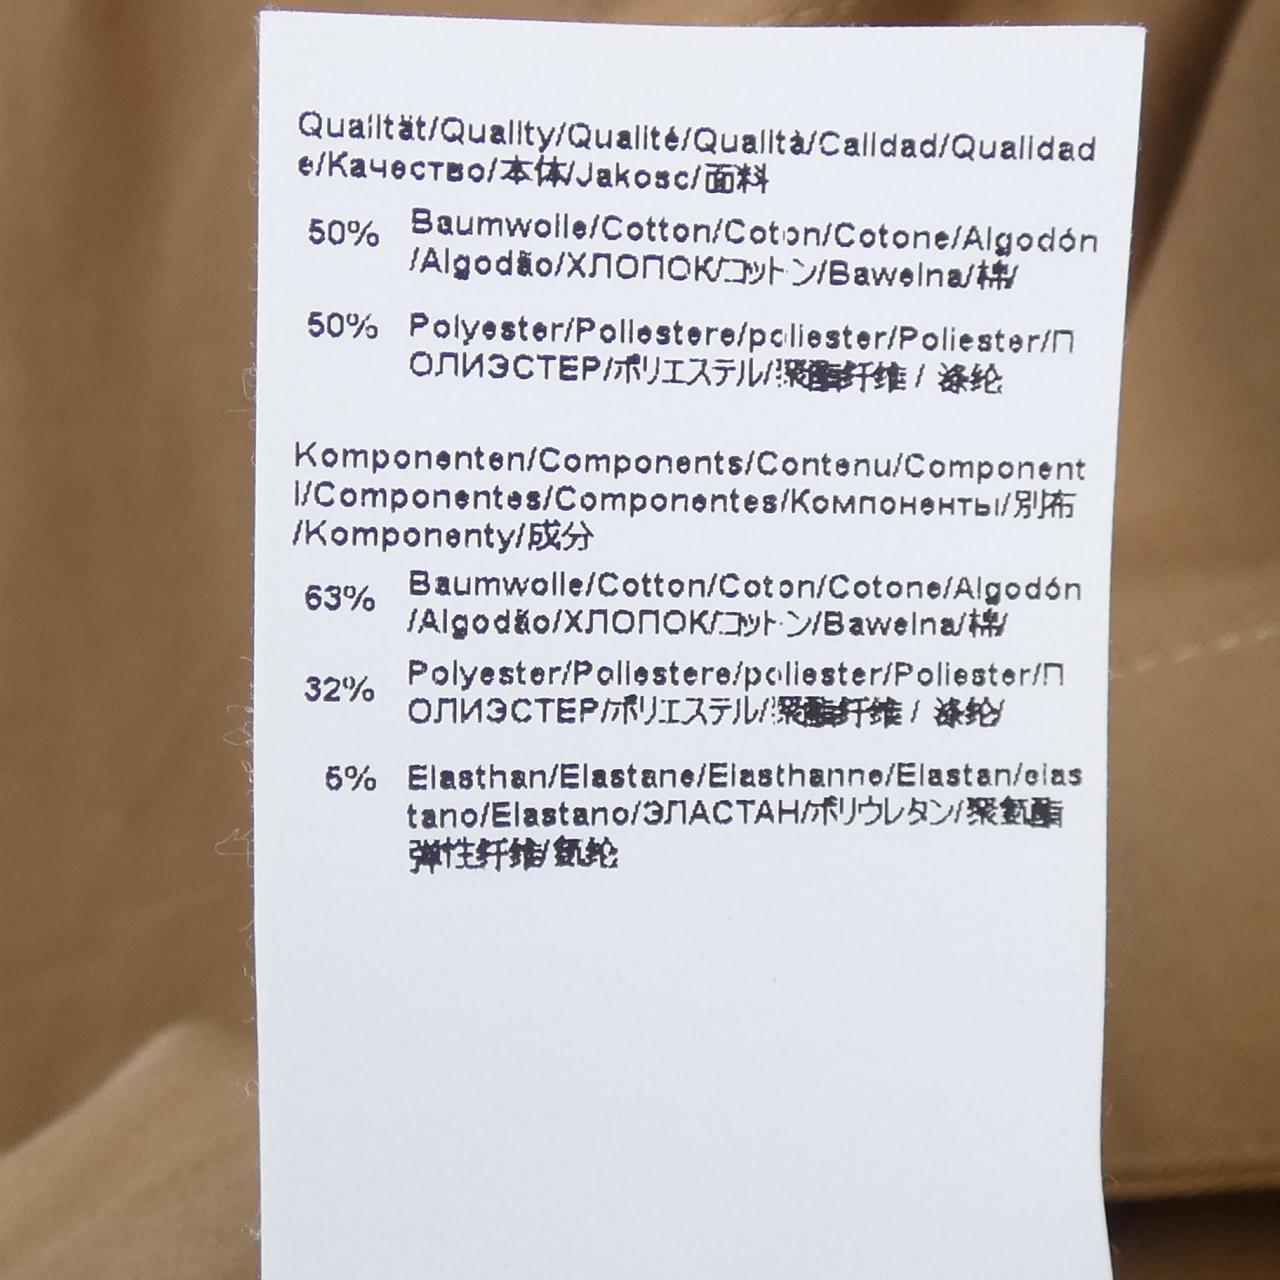 Qualität/Quality/Qualité/Qualità/Calidad/Qualidad
e/Качество/本体/Jakosc/面料
50% Baumwolle/Cotton/Coton/Cotone/Algodón
/Algodão/ХЛОПОК/コットン/Bawelna/棉/
50% Polyester/Poliestere/poliester/Poliester/П
ОЛИЭСТЕР/ポリエステル/聚酯纤维 / 涤纶
Komponenten/Components/Contenu/Component
i/Componentes/Componentes/Компоненты/別布
/Komponenty/成分
63% Baumwolle/Cotton/Coton/Cotone/Algodón
/Algodão/ХЛОПОК/コットン/Bawelna/棉/
32% Polyester/Poliestere/poliester/Poliester/П
ОЛИЭСТЕР/ポリエステル/聚酯纤维 / 涤纶/
5% Elasthan/Elastane/Elasthanne/Elastan/elas
tano/Elastano/ЭЛАСТАН/ポリウレタン/聚氨酯
弹性纤维/氨纶